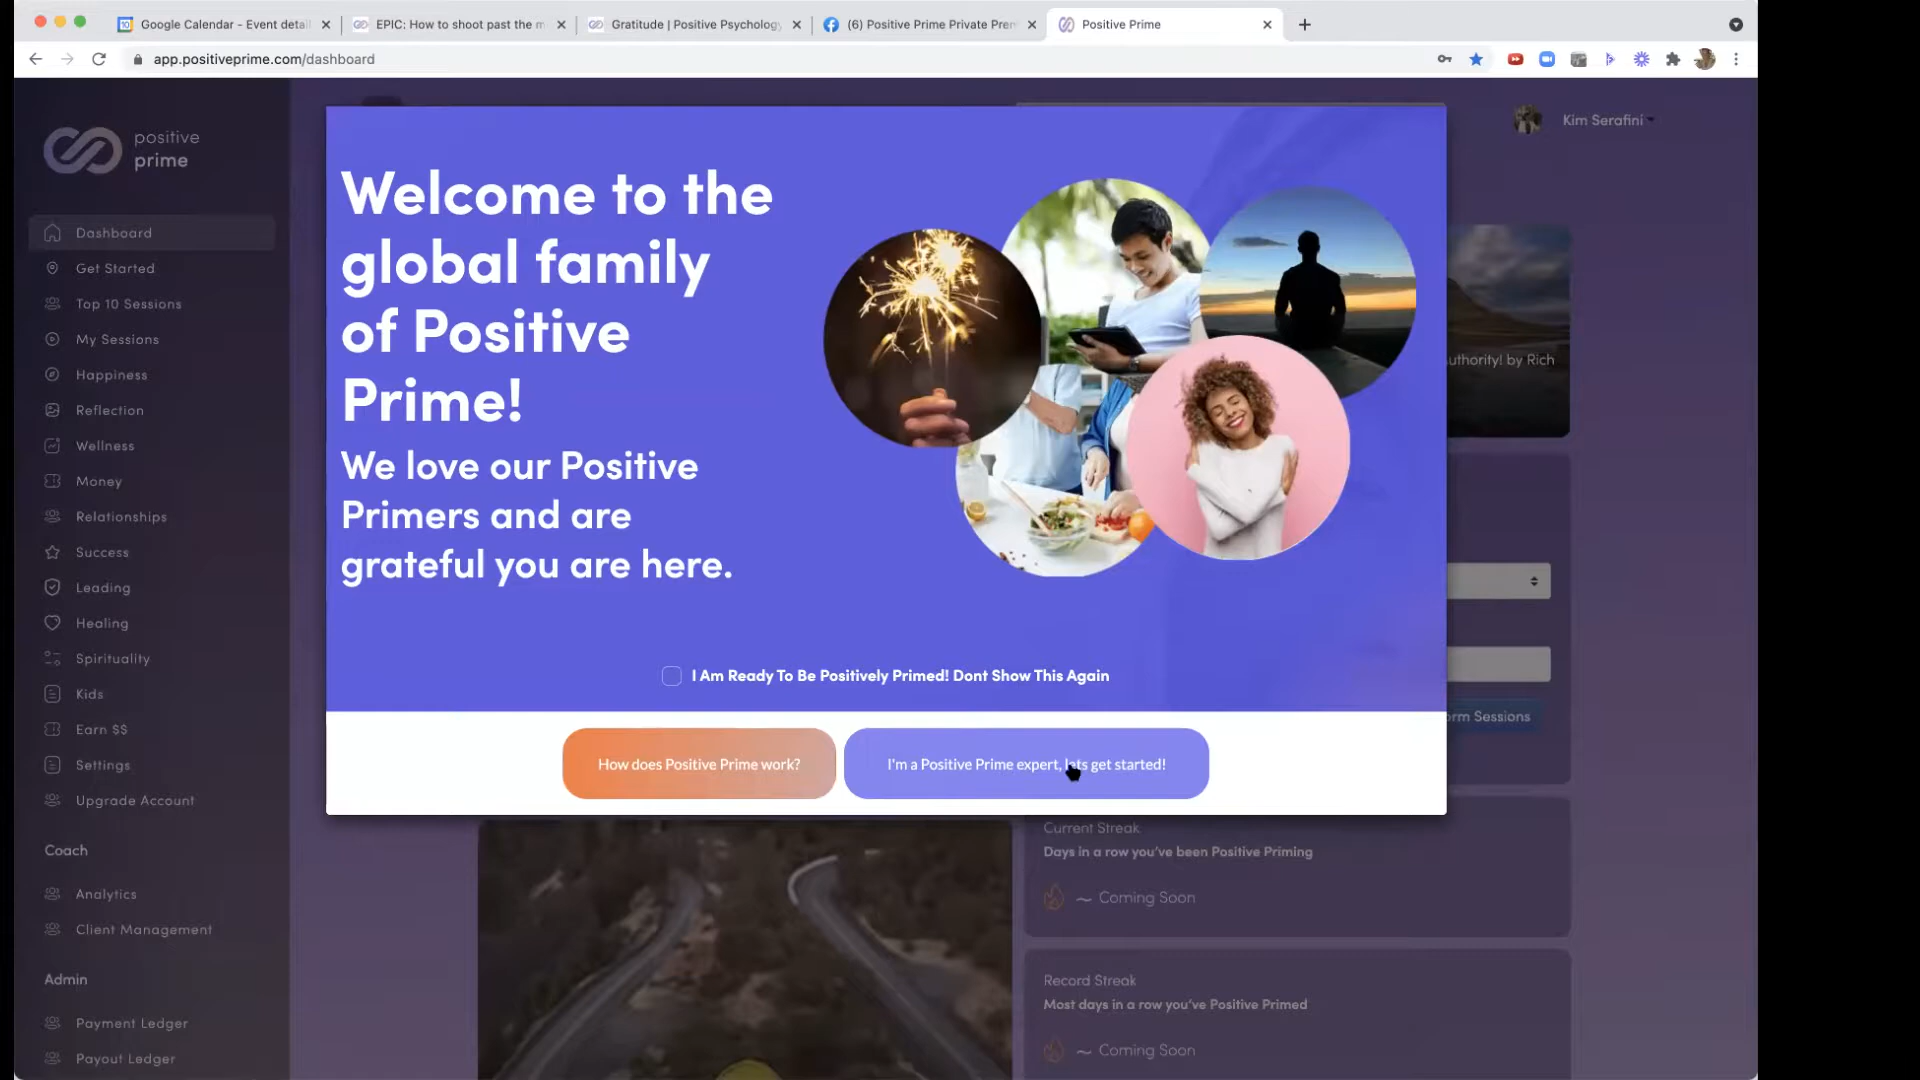 Google Calendar - Event detai
EPIC: How to shoot past the m
Gratitude | Positive Psychology
(6) Positive Prime Private Prem
Positive Prime
app.positiveprime.com/dashboard
positive
prime
Kim Serafini
Dashboard
Get Started
Top 10 Sessions
My Sessions
Happiness
Reflection
Wellness
Money
Relationships
Success
Leading
Healing
Spirituality
Kids
Earn $$
Settings
Upgrade Account
Coach
Analytics
Client Management
Admin
Payment Ledger
Payout Ledger
Welcome to the
global family
of Positive
Prime!
We love our Positive
Primers and are
grateful you are here.
I Am Ready To Be Positively Primed! Dont Show This Again
How does Positive Prime work?
I'm a Positive Prime expert, lets get started!
uthority! by Rich
orm Sessions
Current Streak
Days in a row you've been Positive Priming
~ Coming Soon
Record Streak
Most days in a row you've Positive Primed
~ Coming Soon